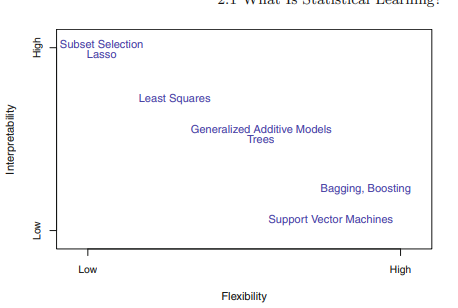 2.1 What Is Statistical Learning?
High
Subset Selection
Lasso
Least Squares
Generalized Additive Models
Trees
Interpretability
Bagging, Boosting
Support Vector Machines
Low
Low
High
Flexibility